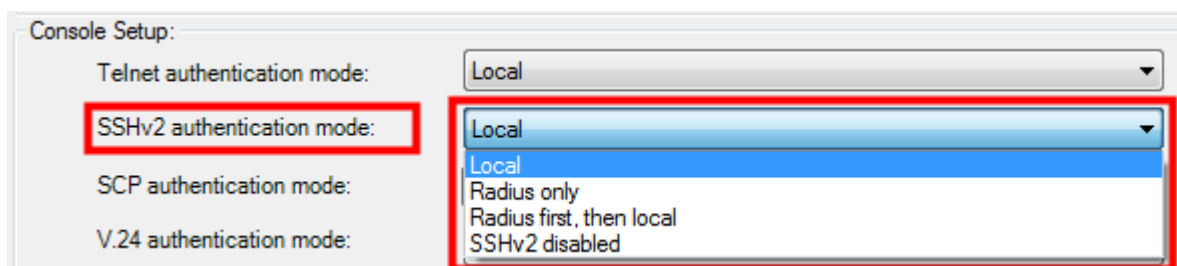 Console Setup:
Telnet authentication mode: Local
SSHv2 authentication mode: Local
Local
SCP authentication mode: Radius only
Radius first, then local
V.24 authentication mode: SSHv2 disabled